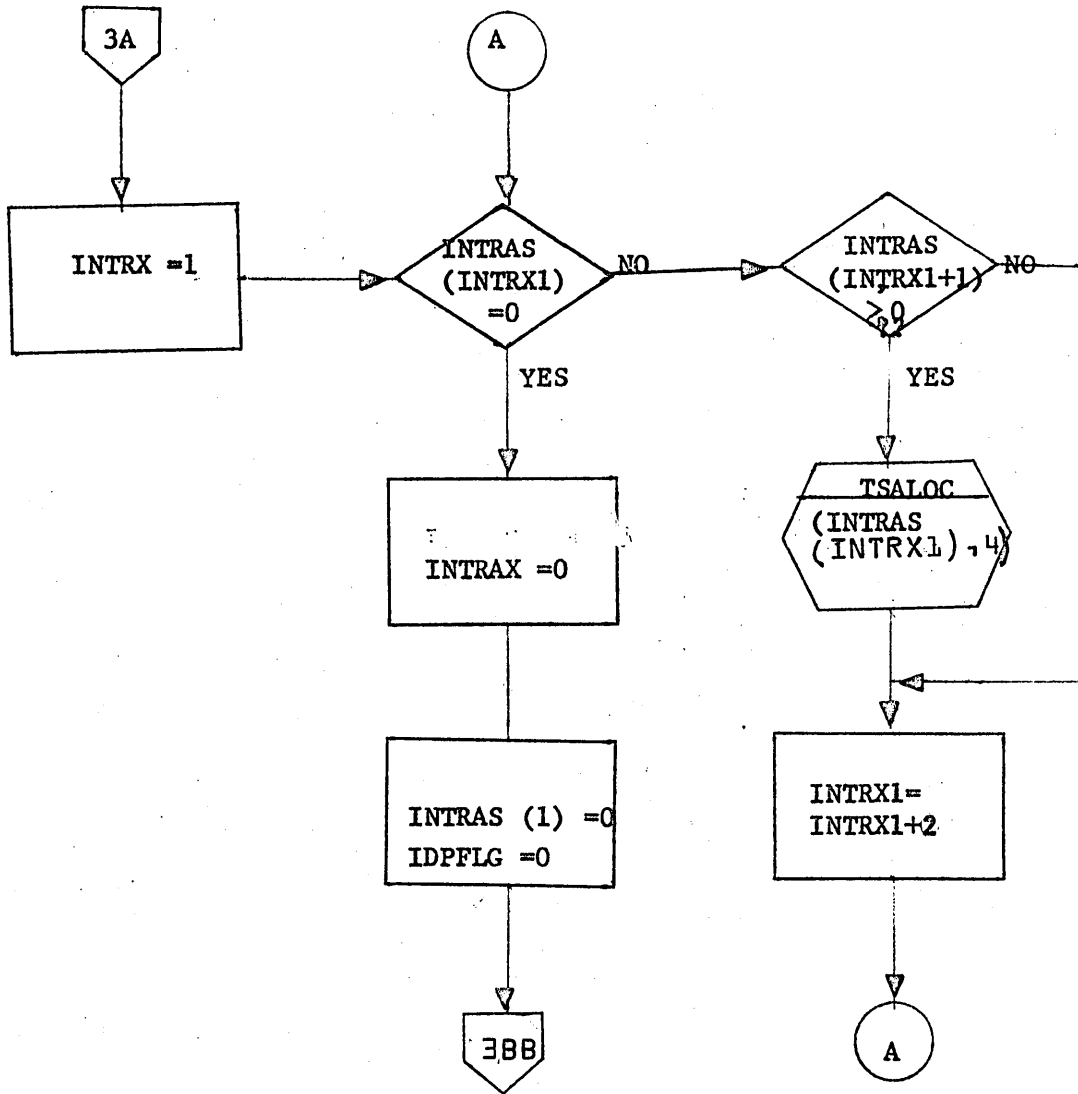 3A
A
INTRX =1
INTRAS
(INTRX1)
=0
NO
INTRAS
(INTRX1+1)
≥0
NO
YES
YES
INTRAX =0
TSALOC
(INTRAS
(INTRX1),4)
INTRAS (1) =0
IDPFLG =0
INTRX1=
INTRX1+2
3BB
A